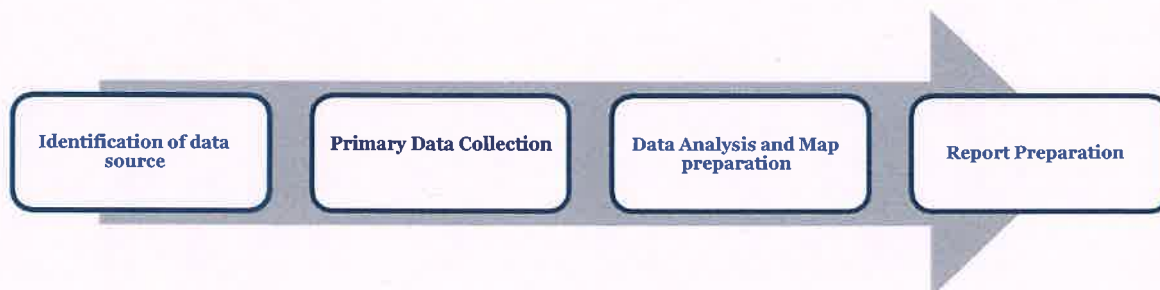 Identification of data
source
Primary Data Collection
Data Analysis and Map
preparation
Report Preparation